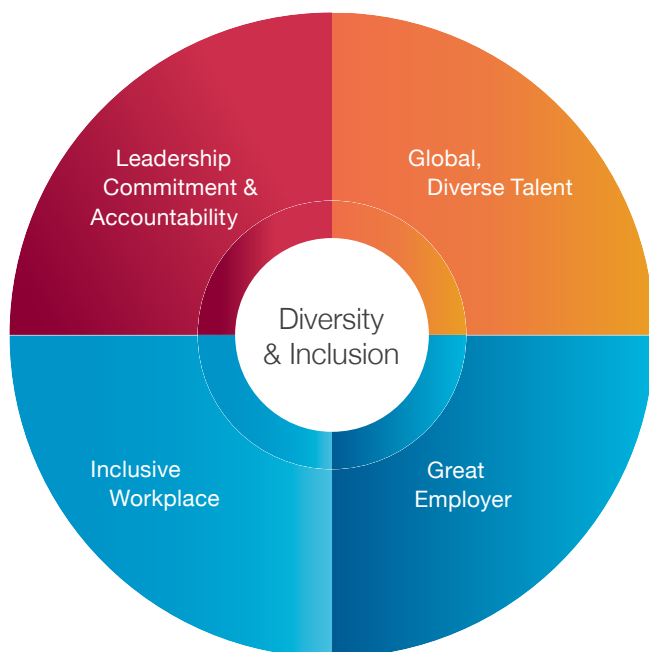 Leadership
Commitment &
Accountability
Global,
Diverse Talent
Diversity
& Inclusion
Inclusive
Workplace
Great
Employer